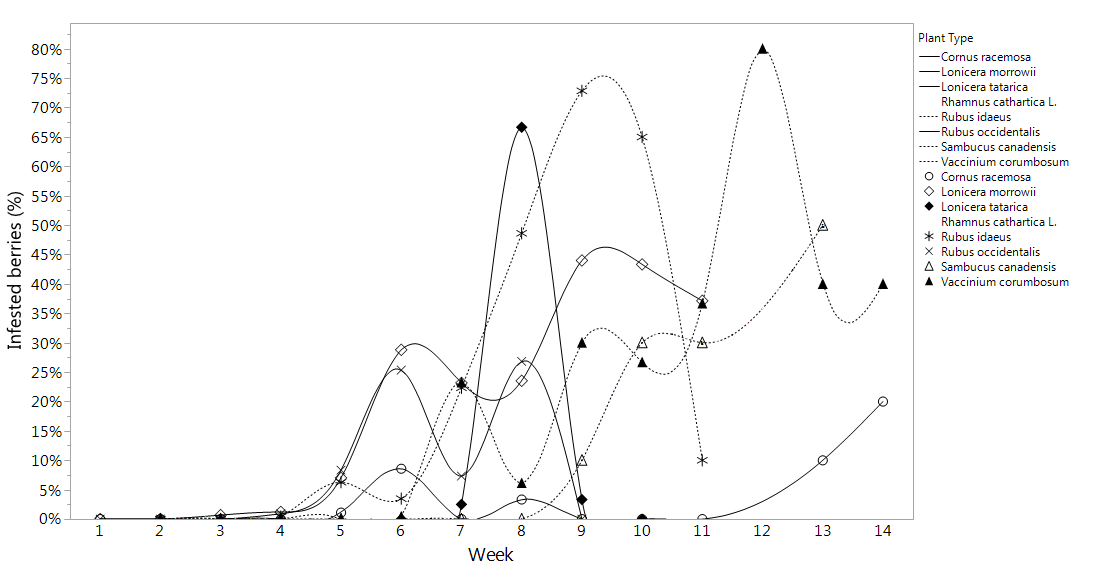 Infested berries (%)
80%
75%
70%
65%
60%
55%
50%
45%
40%
35%
30%
25%
20%
15%
10%
5%
0%
1 2 3 4 5 6 7 8 9 10 11 12 13 14
Week
Plant Type
Cornus racemosa
Lonicera morrowii
Lonicera tatarica
Rhamnus cathartica L.
Rubus idaeus
Rubus occidentalis
Sambucus canadensis
Vaccinium corumbosum
Cornus racemosa
Lonicera morrowii
Lonicera tatarica
Rhamnus cathartica L.
Rubus idaeus
Rubus occidentalis
Sambucus canadensis
Vaccinium corumbosum